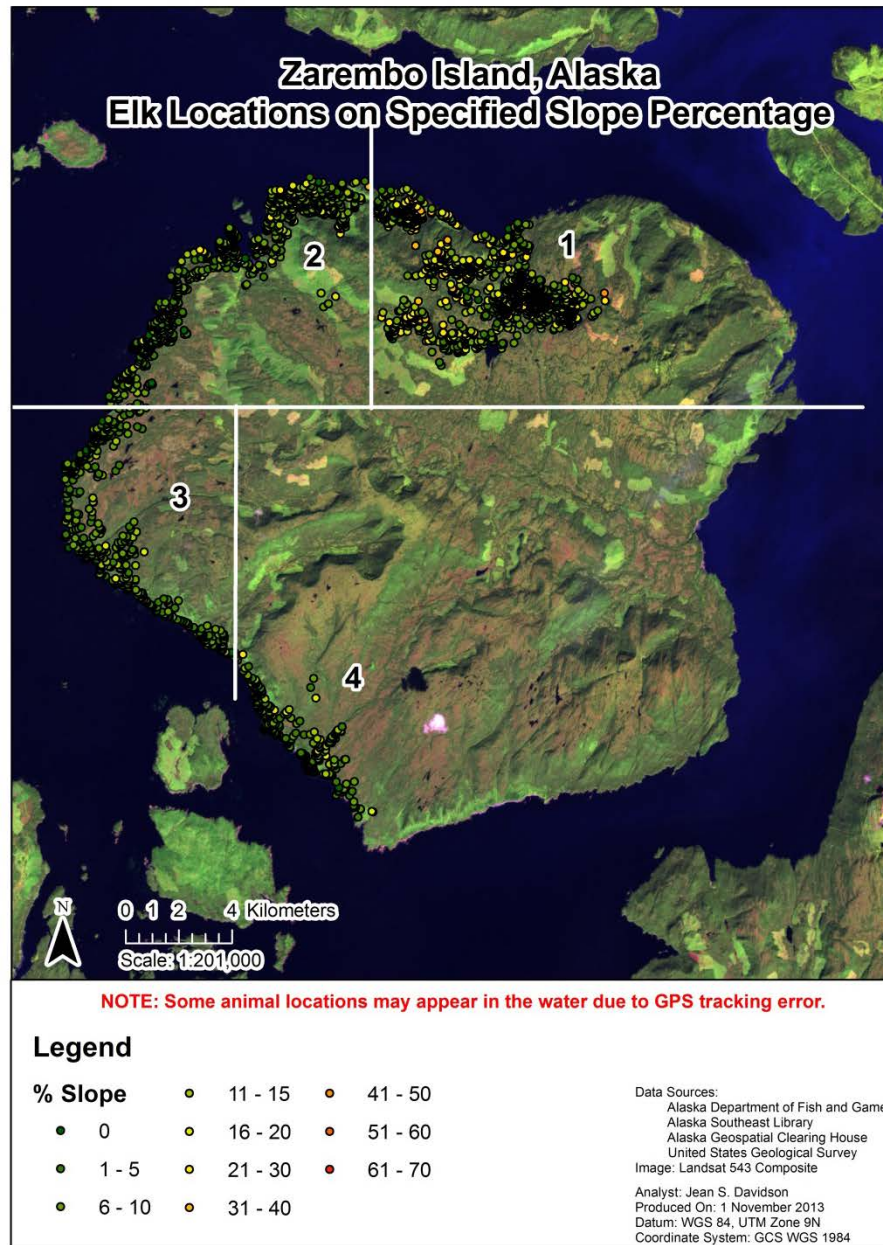 Zarembo Island, Alaska
Elk Locations on Specified Slope Percentage
1
2
3
4
N
0 1 2 4 Kilometers
Scale: 1:201,000
NOTE: Some animal locations may appear in the water due to GPS tracking error.
Legend
% Slope
0
1 - 5
6 - 10
11 - 15
16 - 20
21 - 30
31 - 40
41 - 50
51 - 60
61 - 70
Data Sources:
Alaska Department of Fish and Game
Alaska Southeast Library
Alaska Geospatial Clearing House
United States Geological Survey
Image: Landsat 543 Composite
Analyst: Jean S. Davidson
Produced On: 1 November 2013
Datum: WGS 84, UTM Zone 9N
Coordinate System: GCS WGS 1984